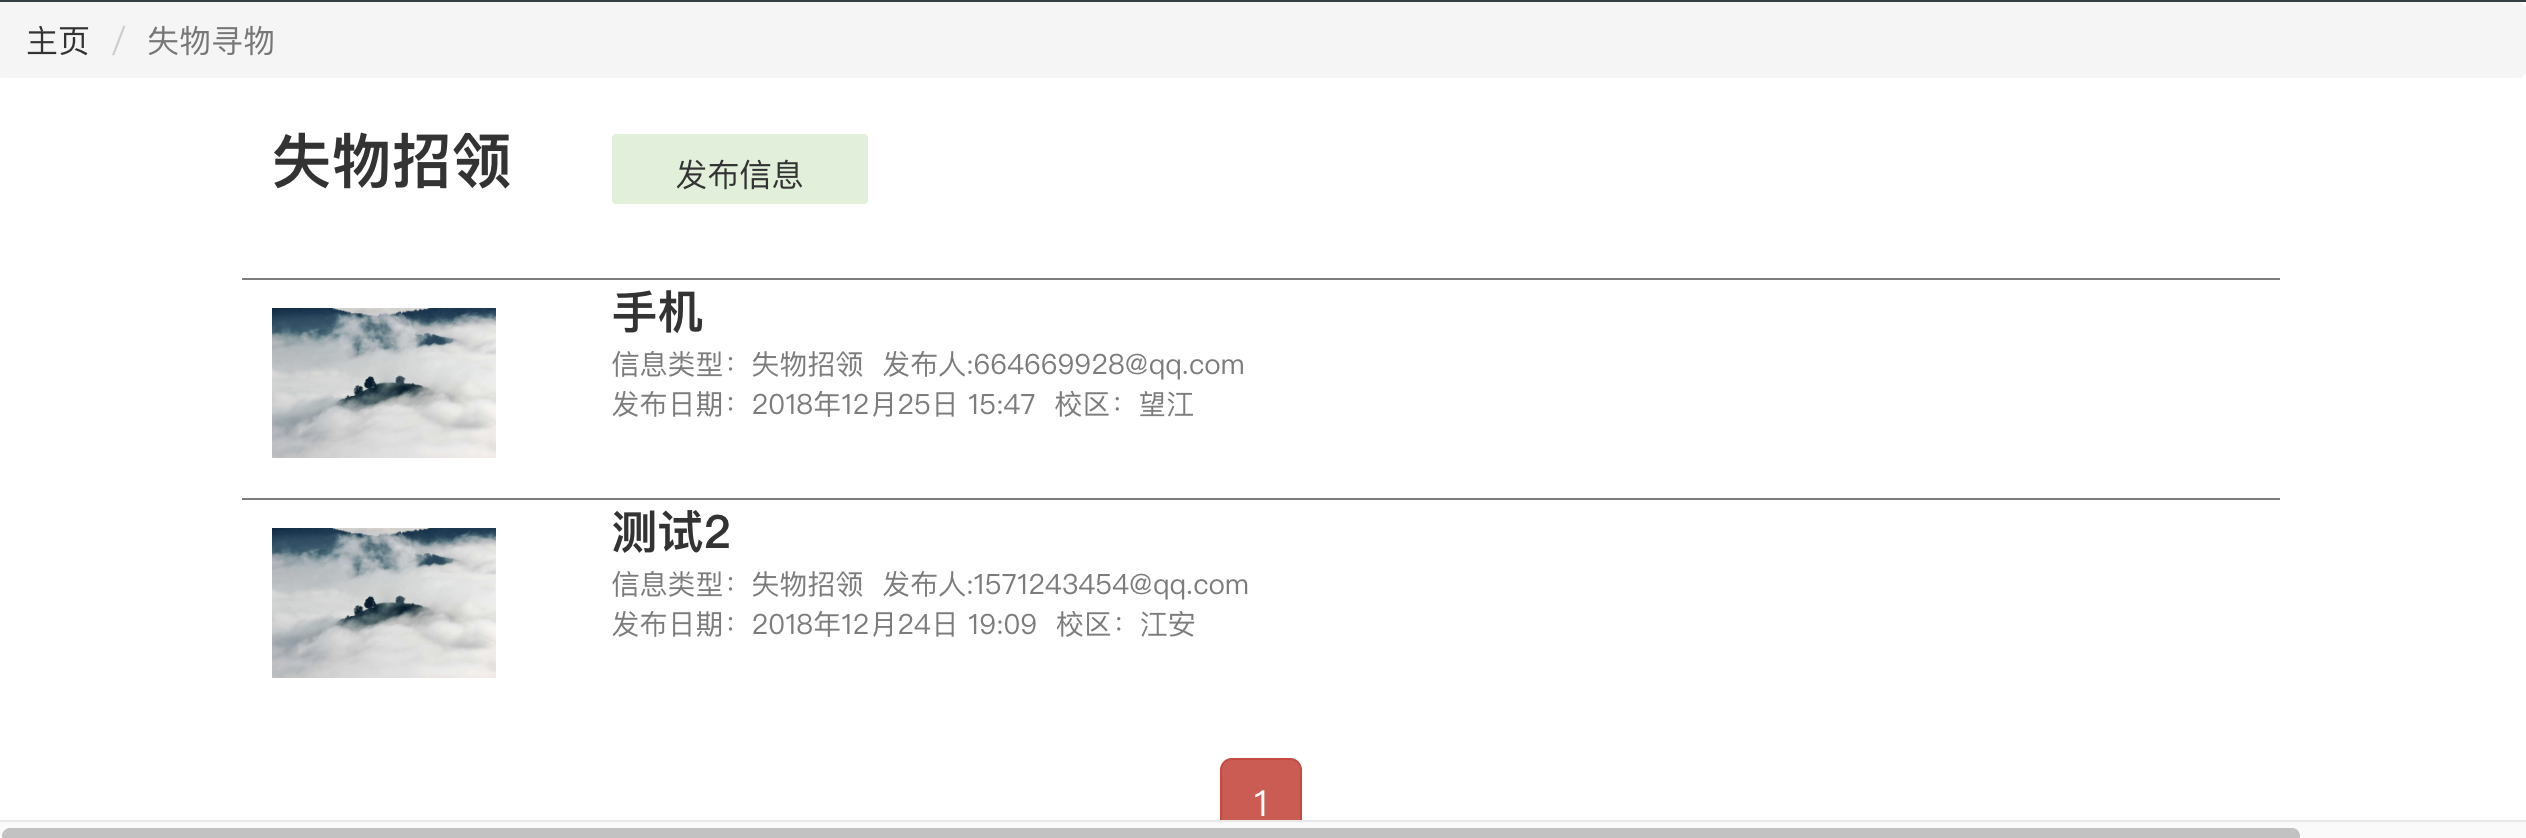 主页 / 失物寻物
失物招领 发布信息
手机
信息类型：失物招领 发布人:664669928@qq.com
发布日期：2018年12月25日 15:47 校区：望江
测试2
信息类型：失物招领 发布人:1571243454@qq.com
发布日期：2018年12月24日 19:09 校区：江安
1